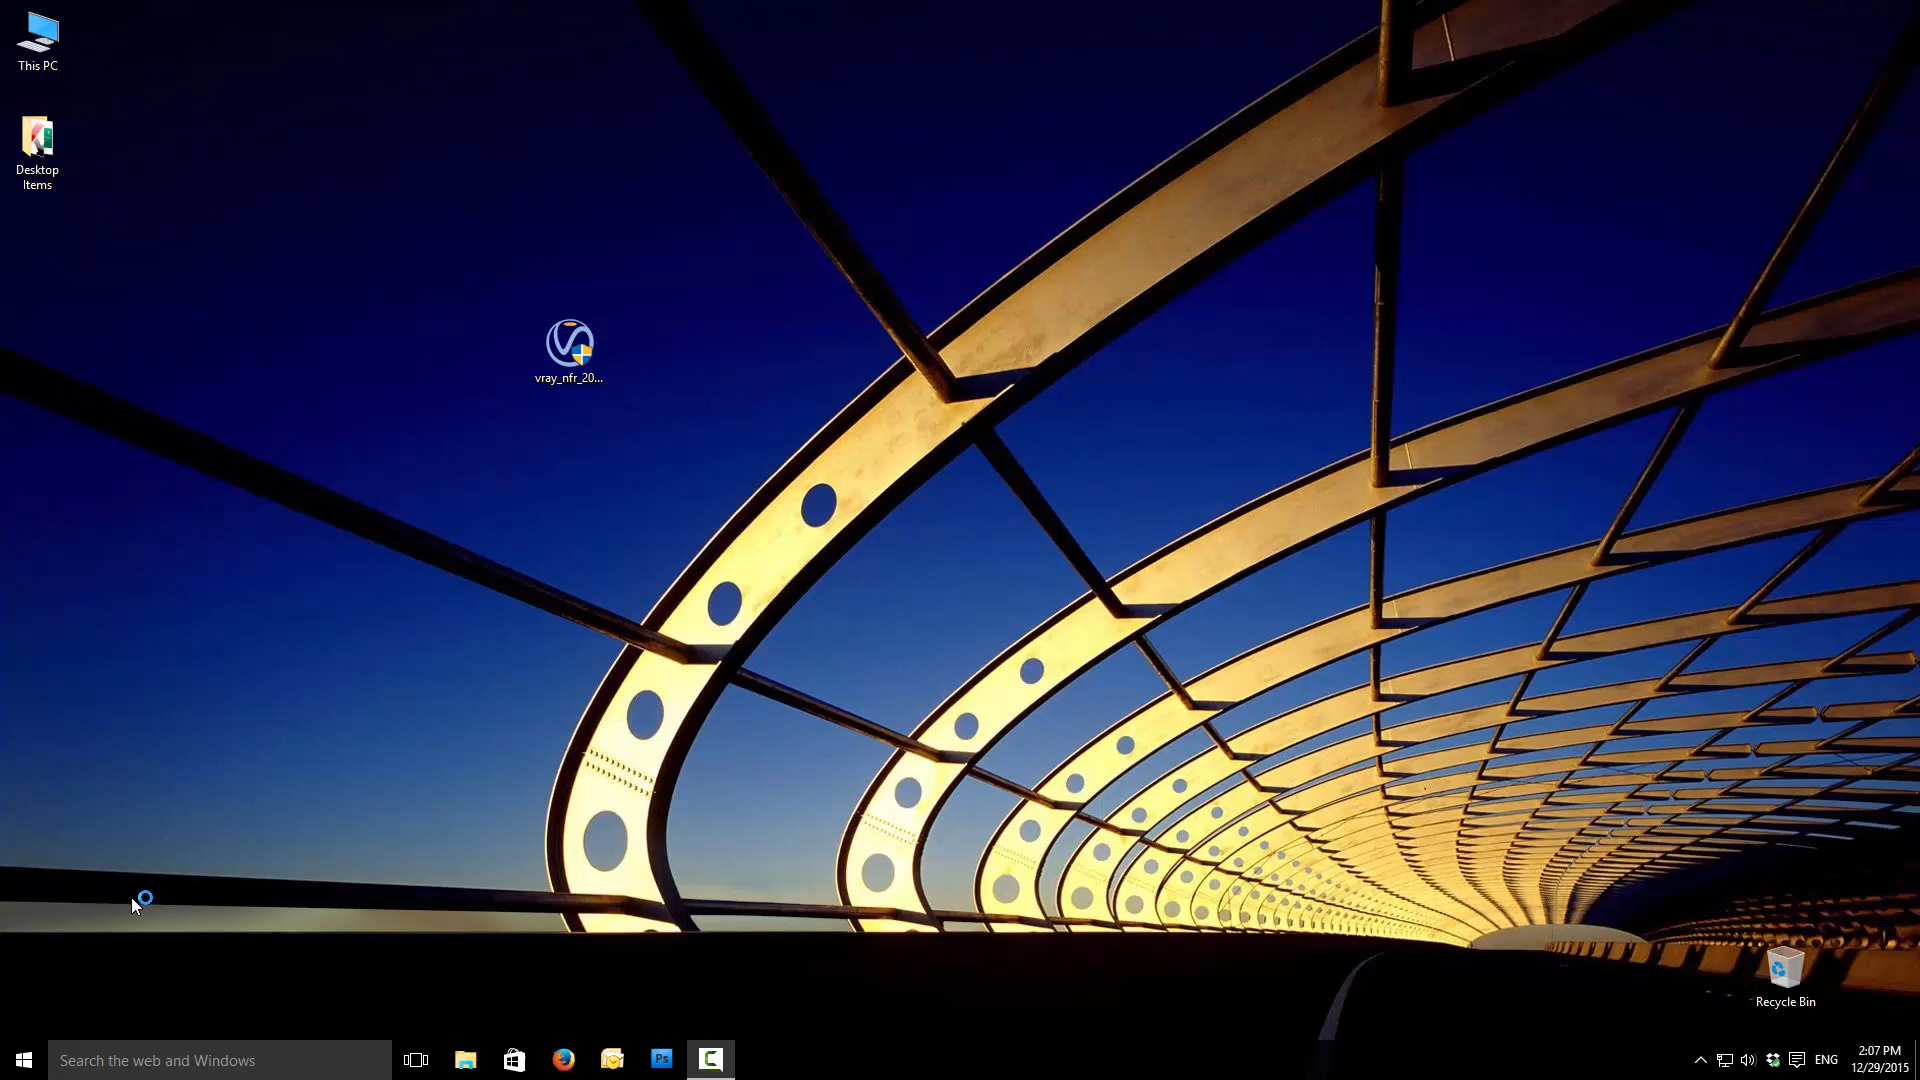 This PC
Desktop
Items
vray_nfr_20...
Recycle Bin
Search the web and Windows
Ps
ENG
2:07 PM
12/29/2015